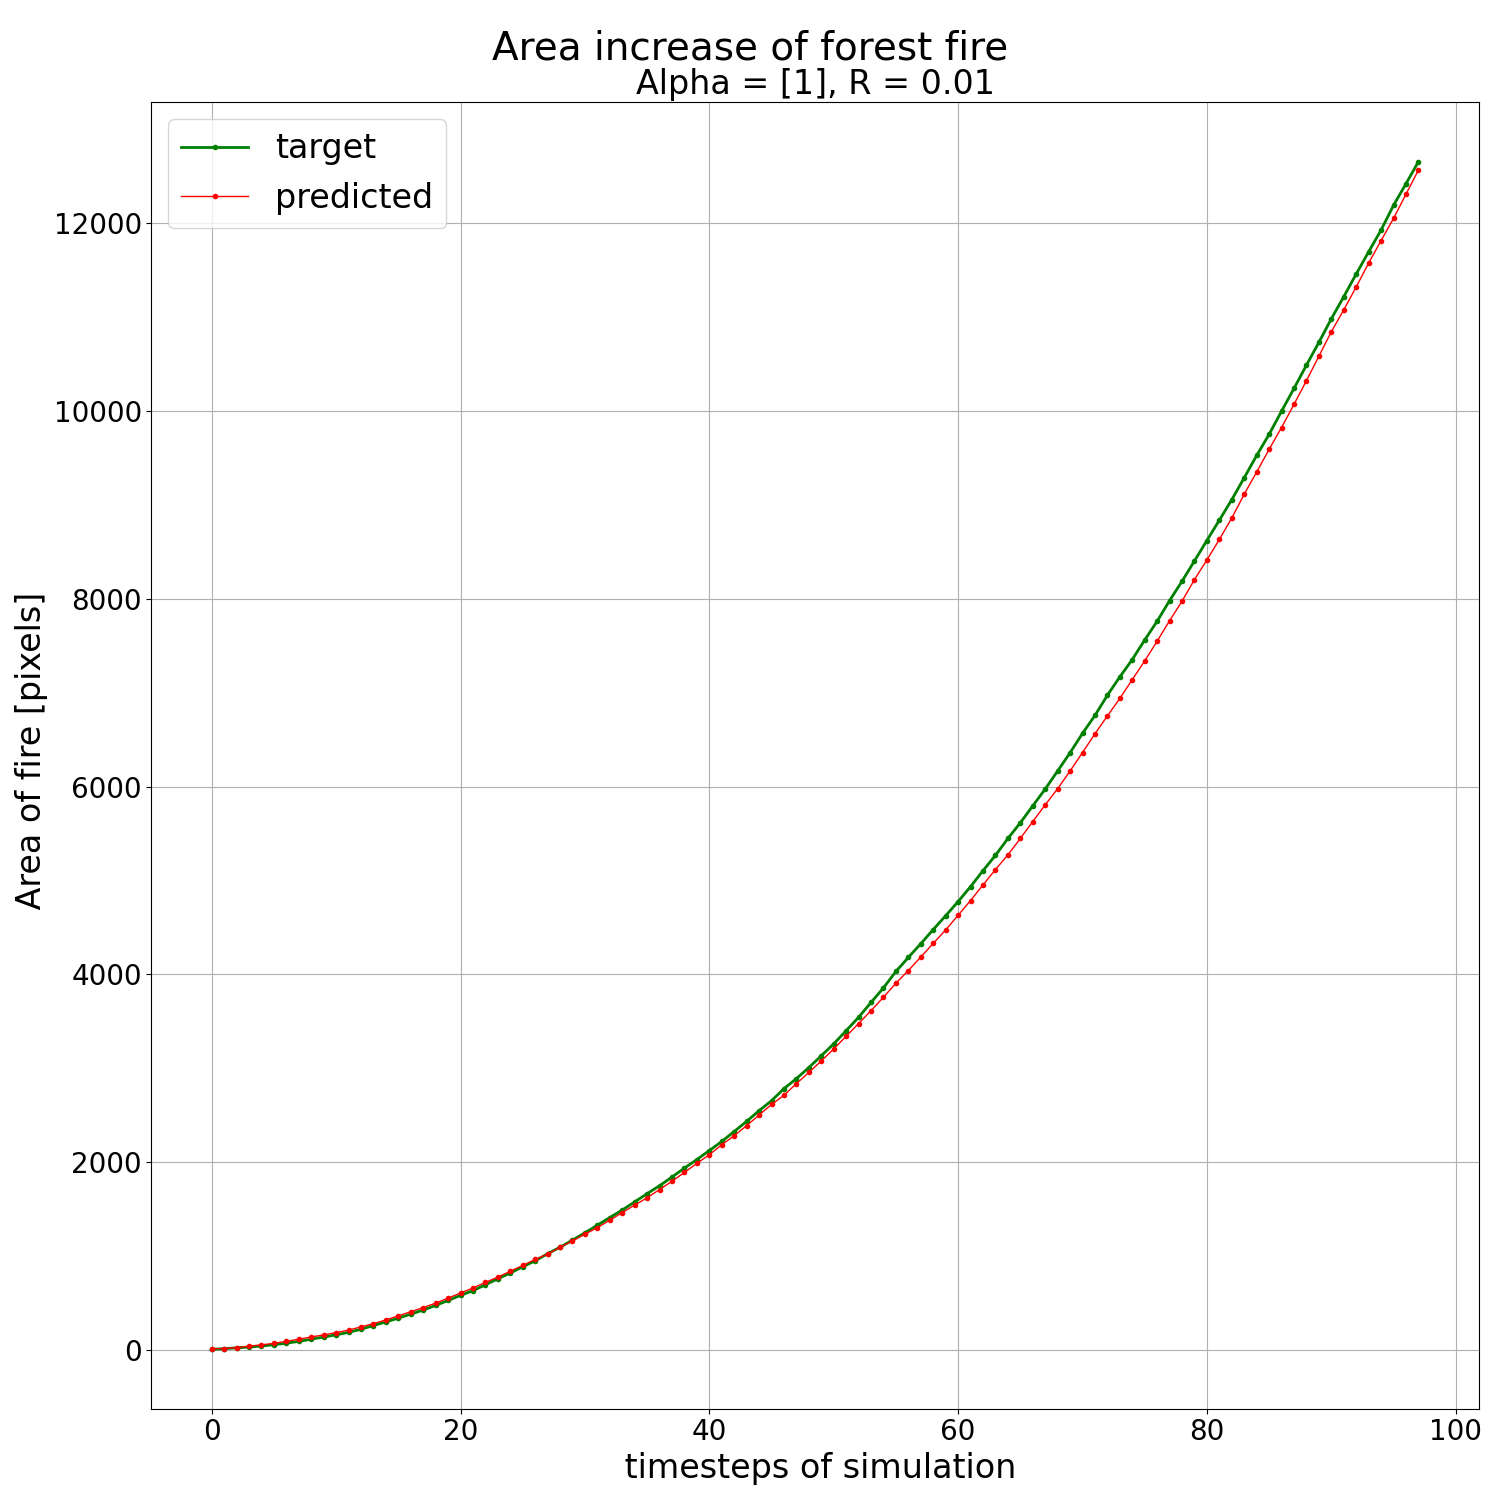 Area increase of forest fire
Alpha = [1], R = 0.01
target
predicted
Area of fire [pixels]
12000
10000
8000
6000
4000
2000
0
0 20 40 60 80 100
timesteps of simulation